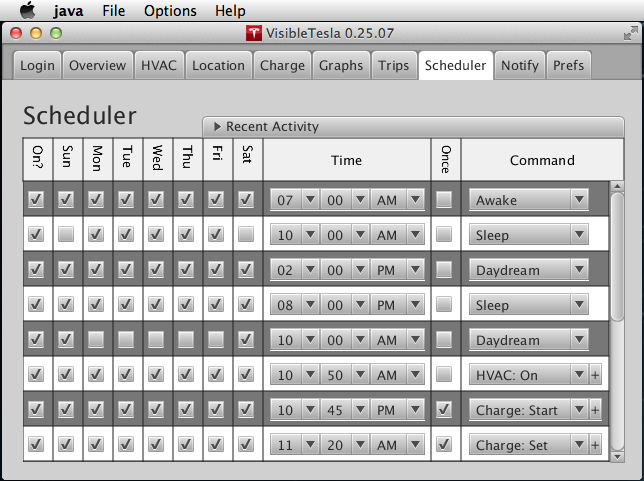 java File Options Help
VisibleTesla 0.25.07
Login Overview HVAC Location Charge Graphs Trips Scheduler Notify Prefs
Scheduler
Recent Activity
On? Sun Mon Tue Wed Thu Fri Sat Time Once Command
07 00 AM Awake
10 00 AM Sleep
02 00 PM Daydream
08 00 PM Sleep
10 00 AM Daydream
10 50 AM HVAC: On +
10 45 PM Charge: Start +
11 20 AM Charge: Set +